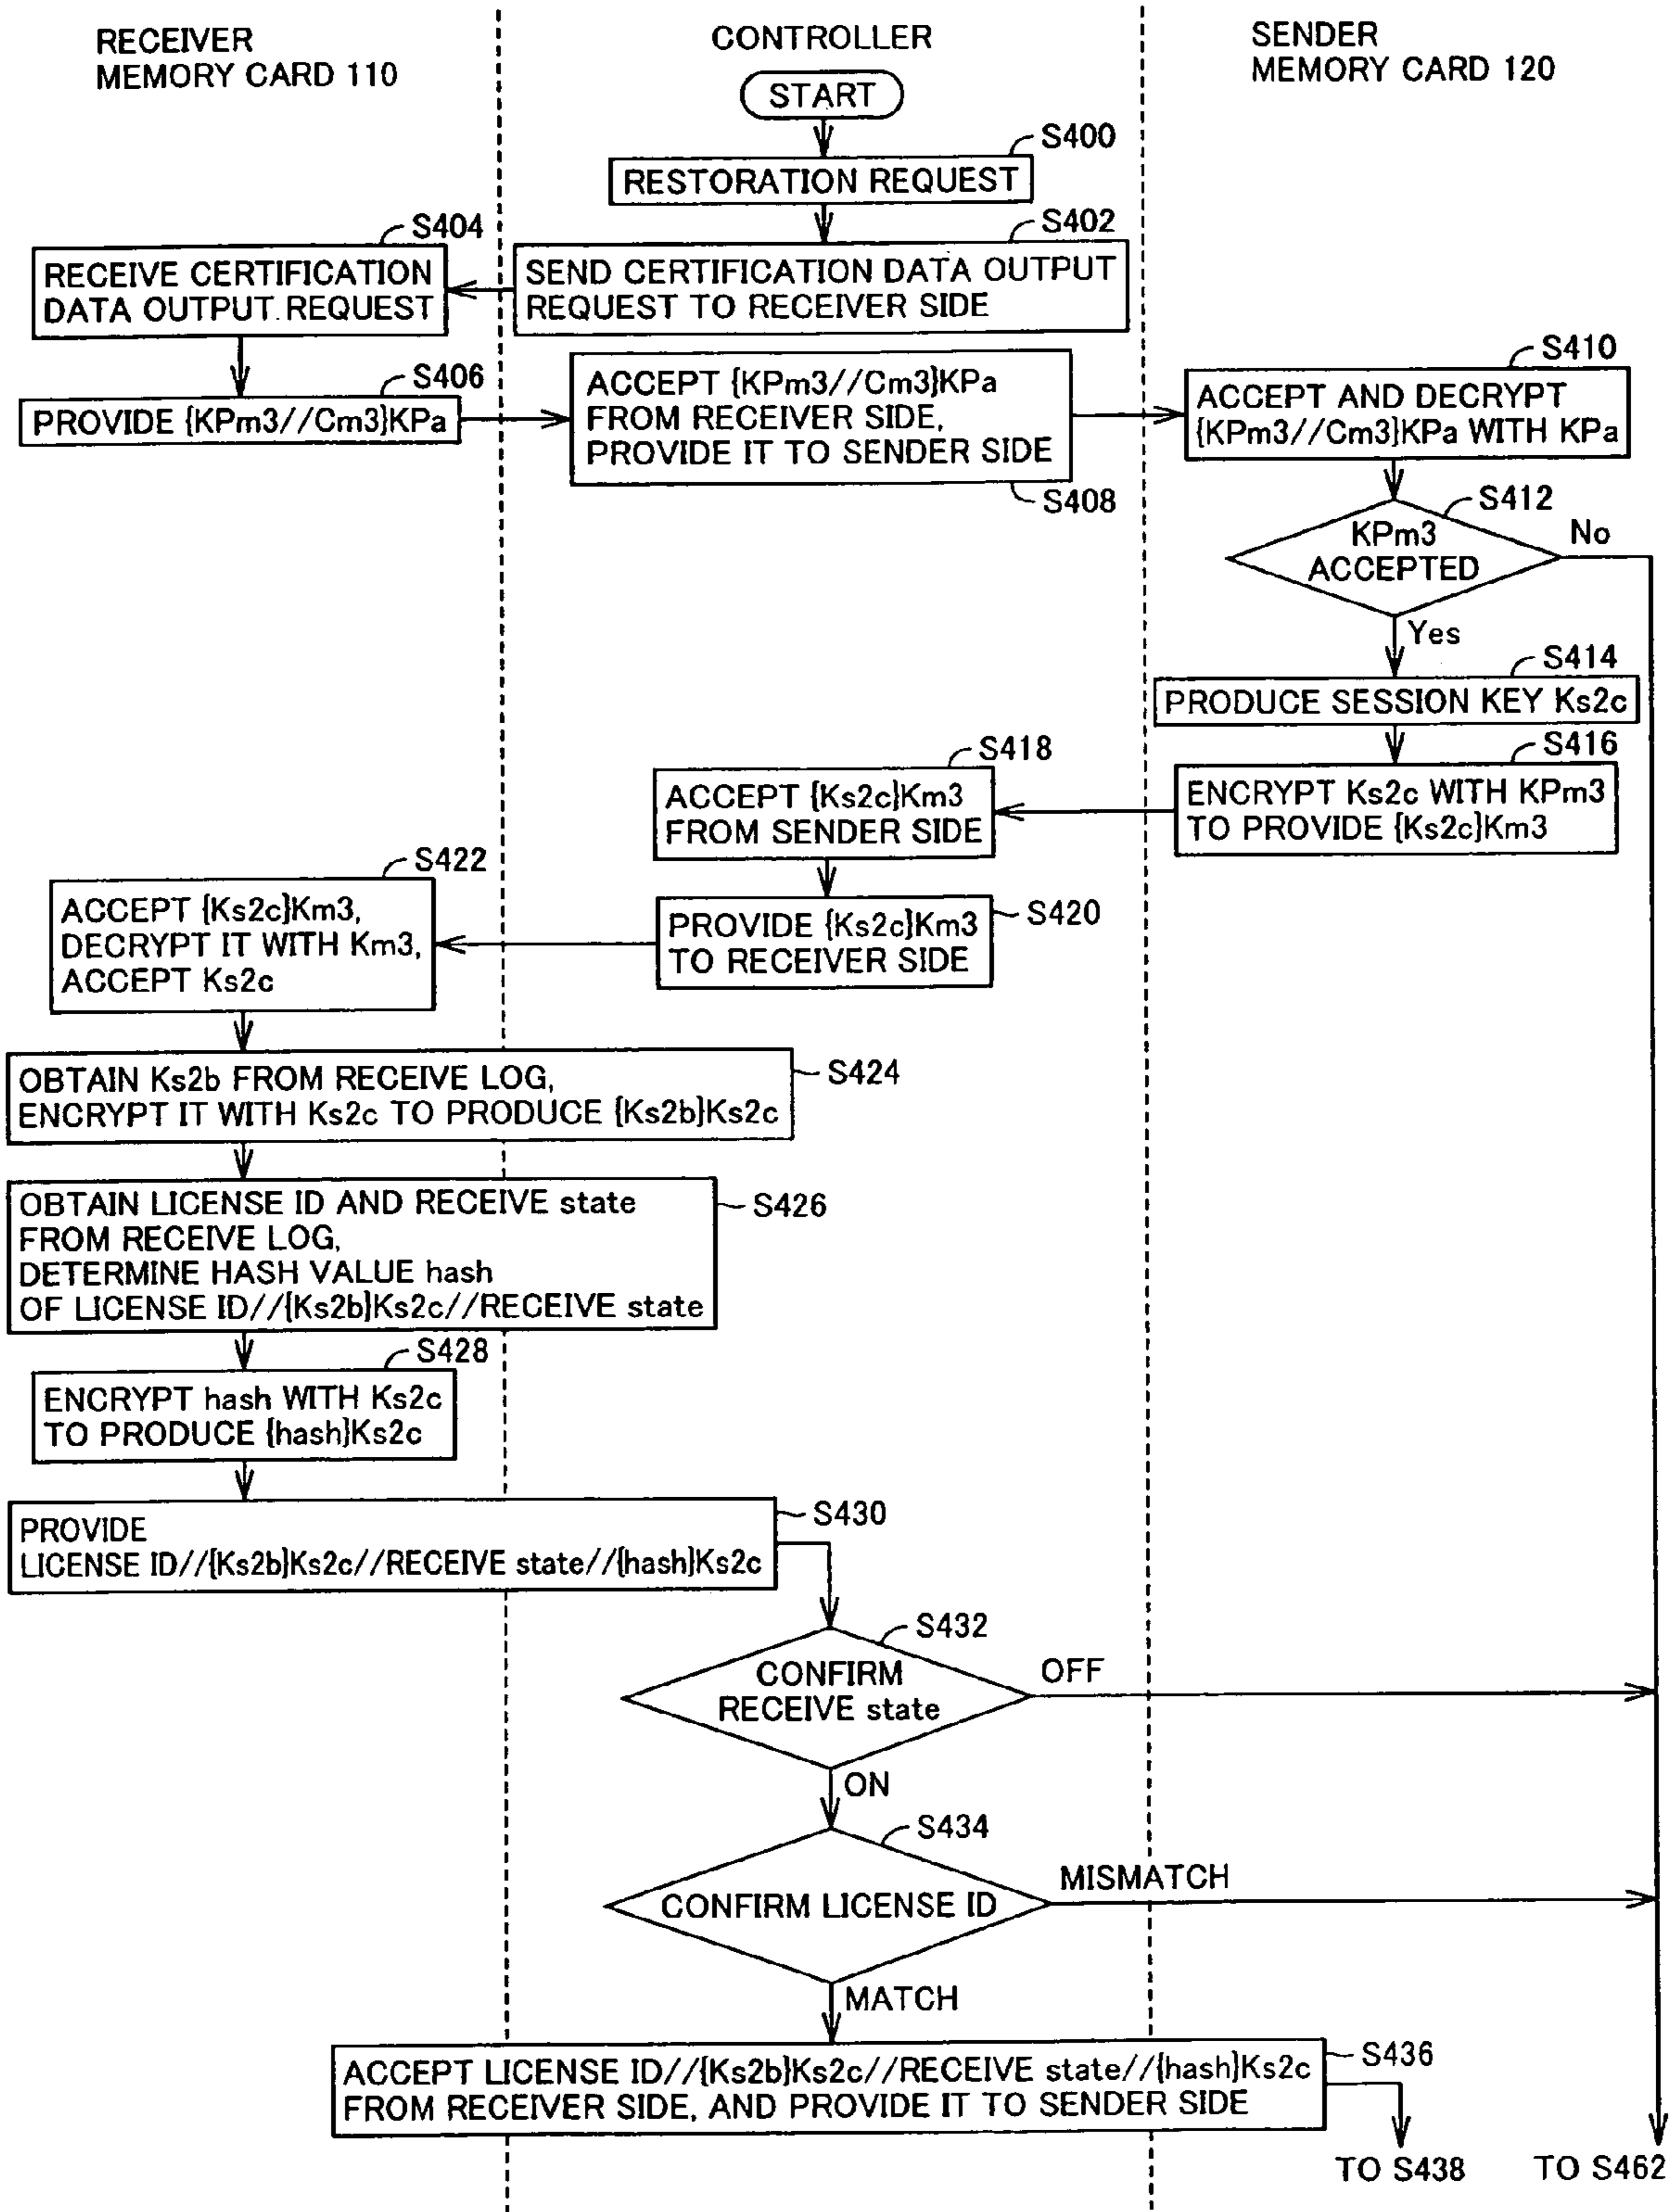 RECEIVER
MEMORY CARD 110
CONTROLLER
SENDER
MEMORY CARD 120
START
S400
RESTORATION REQUEST
S402
SEND CERTIFICATION DATA OUTPUT
REQUEST TO RECEIVER SIDE
S404
RECEIVE CERTIFICATION
DATA OUTPUT REQUEST
S406
PROVIDE {KPm3//Cm3}KPa
ACCEPT {KPm3//Cm3}KPa
FROM RECEIVER SIDE,
PROVIDE IT TO SENDER SIDE
S408
S410
ACCEPT AND DECRYPT
{KPm3//Cm3}KPa WITH KPa
S412
KPm3
ACCEPTED
No
Yes
S414
PRODUCE SESSION KEY Ks2c
S416
ENCRYPT Ks2c WITH KPm3
TO PROVIDE {Ks2c}Km3
S418
ACCEPT {Ks2c}Km3
FROM SENDER SIDE
S420
PROVIDE {Ks2c}Km3
TO RECEIVER SIDE
S422
ACCEPT {Ks2c}Km3,
DECRYPT IT WITH Km3,
ACCEPT Ks2c
S424
OBTAIN Ks2b FROM RECEIVE LOG,
ENCRYPT IT WITH Ks2c TO PRODUCE {Ks2b}Ks2c
S426
OBTAIN LICENSE ID AND RECEIVE state
FROM RECEIVE LOG,
DETERMINE HASH VALUE hash
OF LICENSE ID//{Ks2b}Ks2c//RECEIVE state
S428
ENCRYPT hash WITH Ks2c
TO PRODUCE {hash}Ks2c
S430
PROVIDE
LICENSE ID//{Ks2b}Ks2c//RECEIVE state//{hash}Ks2c
S432
CONFIRM
RECEIVE state
OFF
ON
S434
CONFIRM LICENSE ID
MISMATCH
MATCH
S436
ACCEPT LICENSE ID//{Ks2b}Ks2c//RECEIVE state//{hash}Ks2c
FROM RECEIVER SIDE, AND PROVIDE IT TO SENDER SIDE
TO S438
TO S462